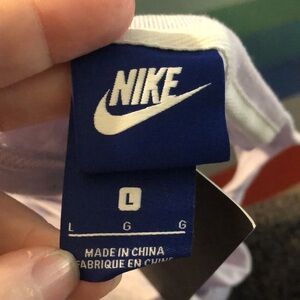 NIKE
L
L G G
MADE IN CHINA
FABRIQUE EN CHINE